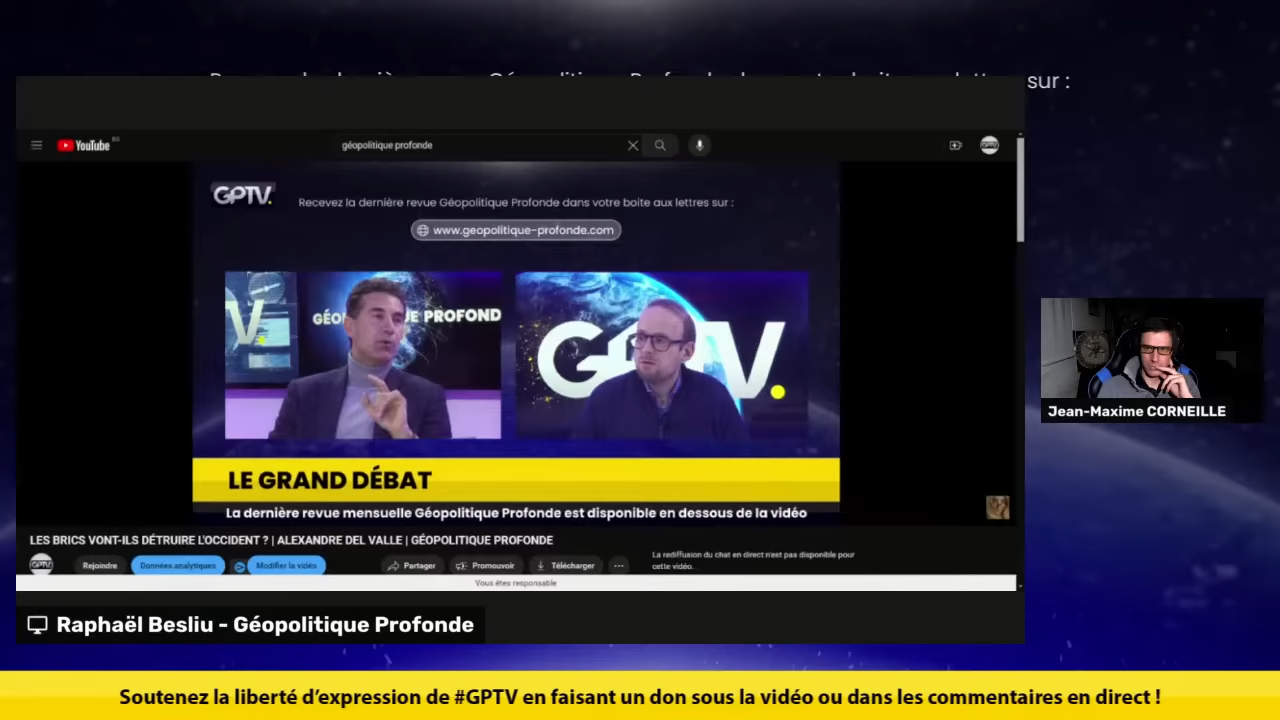 sur :
YouTube
BG
géopolitique profonde
GPTV.
GPTV.
Recevez la dernière revue Géopolitique Profonde dans votre boite aux lettres sur :
www.geopolitique-profonde.com
V.
PROFOND
V.
LE GRAND DÉBAT
La dernière revue mensuelle Géopolitique Profonde est disponible en dessous de la vidéo
LES BRICS VONT-ILS DÉTRUIRE L'OCCIDENT ? | ALEXANDRE DEL VALLE | GÉOPOLITIQUE PROFONDE
GPTV.
Rejoindre
Données analytiques
Modifier la vidéo
Partager
Promouvoir
Télécharger
La rediffusion du chat en direct n'est pas disponible pour
cette vidéo.
Vous êtes responsable
Jean-Maxime CORNEILLE
Raphaël Besliu - Géopolitique Profonde
Soutenez la liberté d'expression de #GPTV en faisant un don sous la vidéo ou dans les commentaires en direct !